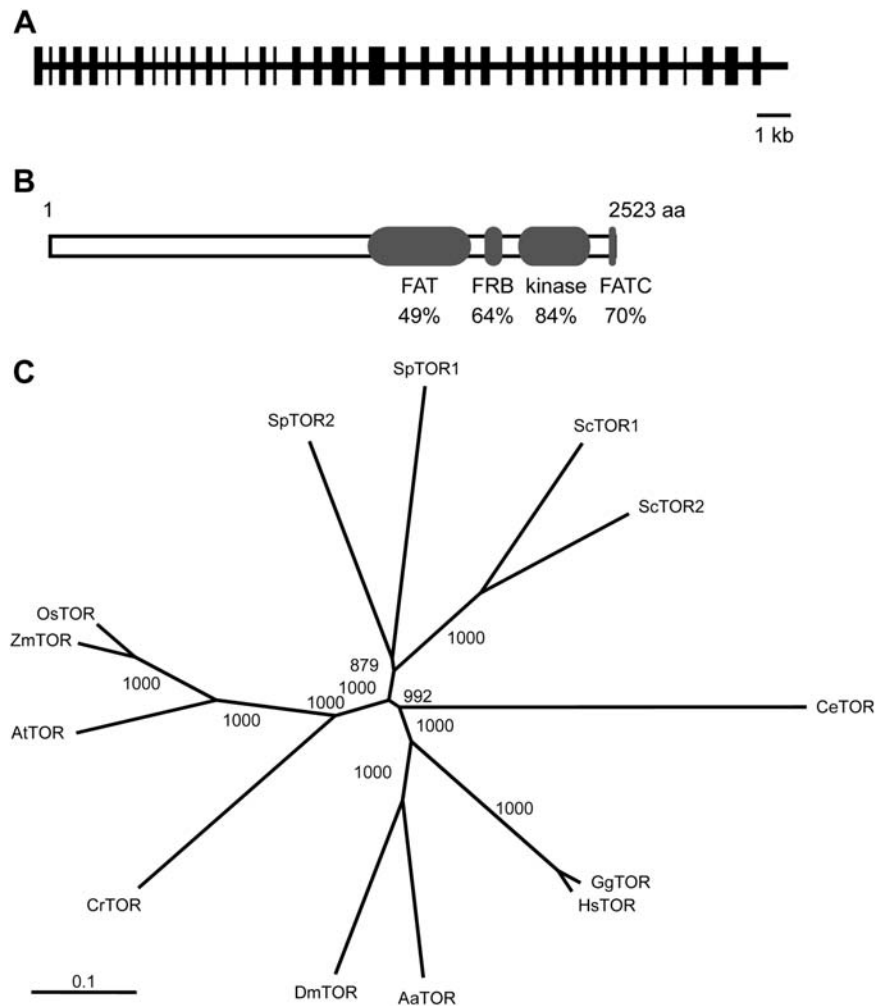 A
1 kb
B
1 2523 aa
FAT FRB kinase FATC
49% 64% 84% 70%
C
SpTOR1
SpTOR2
ScTOR1
ScTOR2
OsTOR
ZmTOR
1000
879
1000
1000
992
1000
1000
1000
AtTOR
CeTOR
1000
1000
1000
CrTOR
GgTOR
HsTOR
0.1
DmTOR
AaTOR